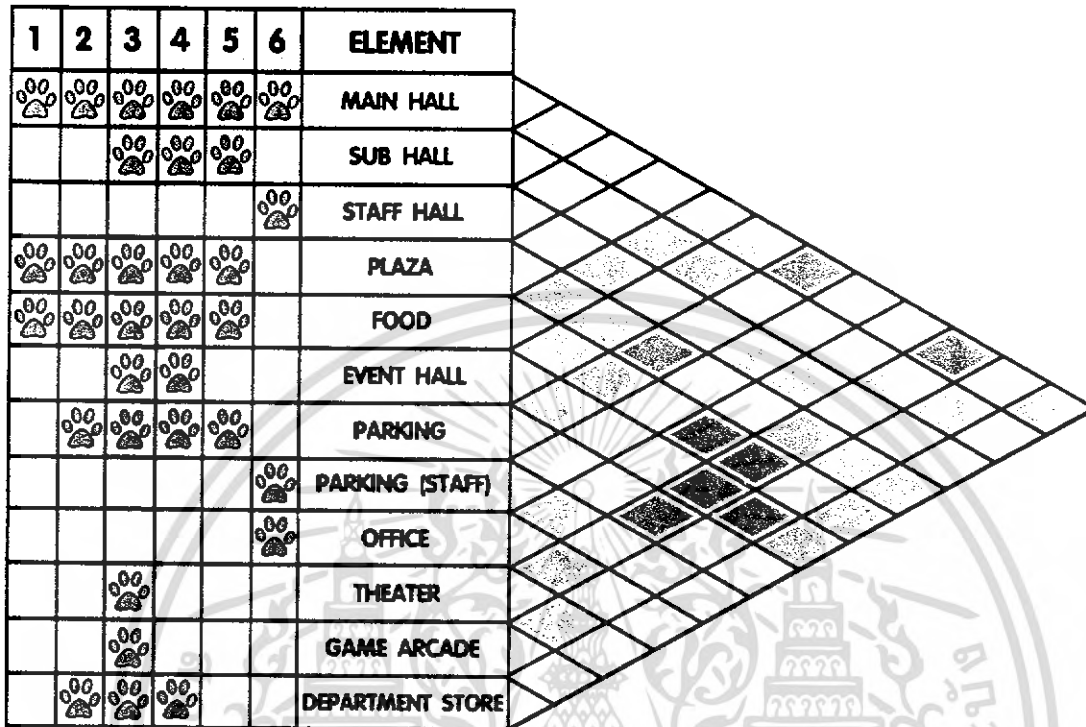 1 2 3 4 5 6 ELEMENT
MAIN HALL
SUB HALL
STAFF HALL
PLAZA
FOOD
EVENT HALL
PARKING
PARKING (STAFF)
OFFICE
THEATER
GAME ARCADE
DEPARTMENT STORE